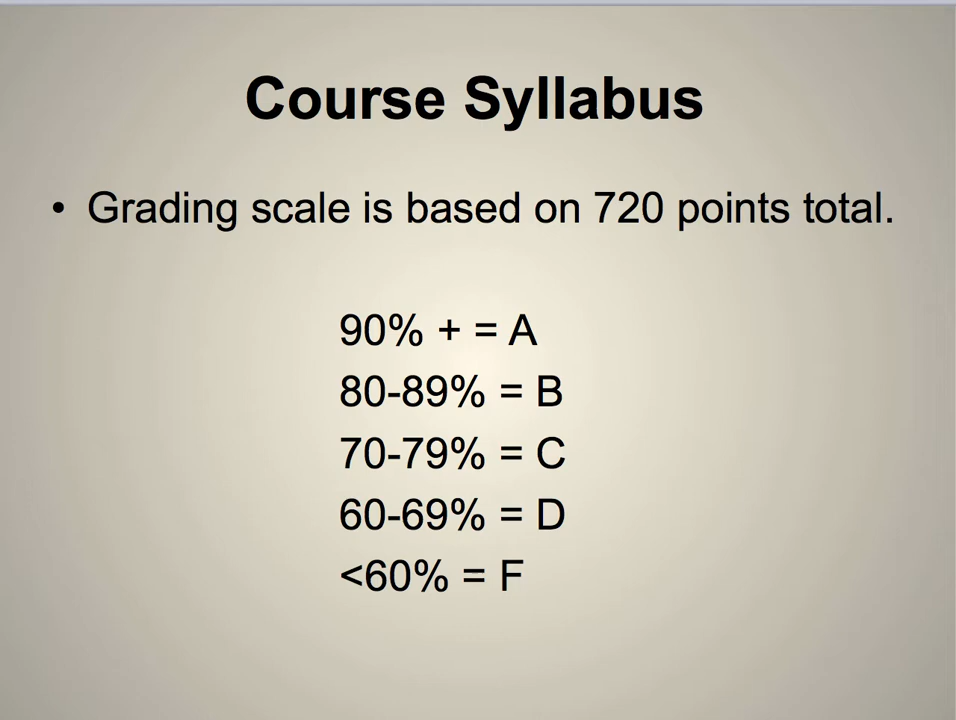 Course Syllabus
• Grading scale is based on 720 points total.
90% + = A
80-89% = B
70-79% = C
60-69% = D
<60% = F